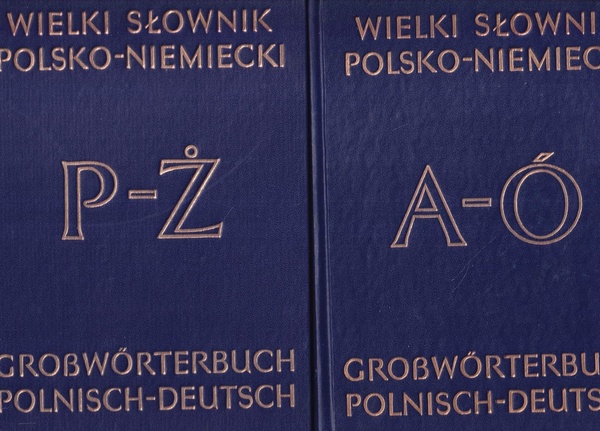 WIELKI SŁOWNIK
POLSKO-NIEMIECKI
P-Ż
GROßWÖRTERBUCH
POLNISCH-DEUTSCH
WIELKI SŁOWNI
POLSKO-NIEMIEC
A-Ó
GROßWÖRTERBU
POLNISCH-DEUTS